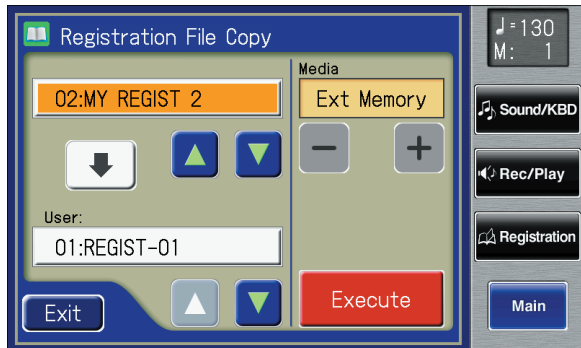 Registration File Copy
02:MY REGIST 2
User:
01:REGIST-01
Exit
Media
Ext Memory
Execute
♩=130
M: 1
Sound/KBD
Rec/Play
Registration
Main